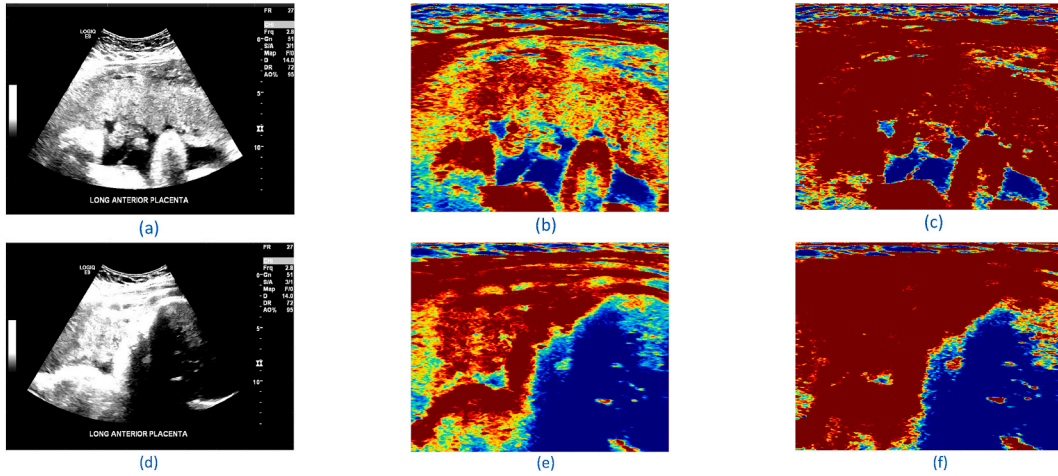 FR 27
LOGIQ
E9
CHI
Frq 2.8
Gn 51
S/A 3/1
Map F/0
D 14.0
DR 72
AO% 95
5
10
LONG ANTERIOR PLACENTA
(a)
(b)
(c)
FR 27
LOGIQ
E9
CHI
Frq 2.8
Gn 51
S/A 3/1
Map F/0
D 14.0
DR 72
AO% 95
5
10
LONG ANTERIOR PLACENTA
(d)
(e)
(f)